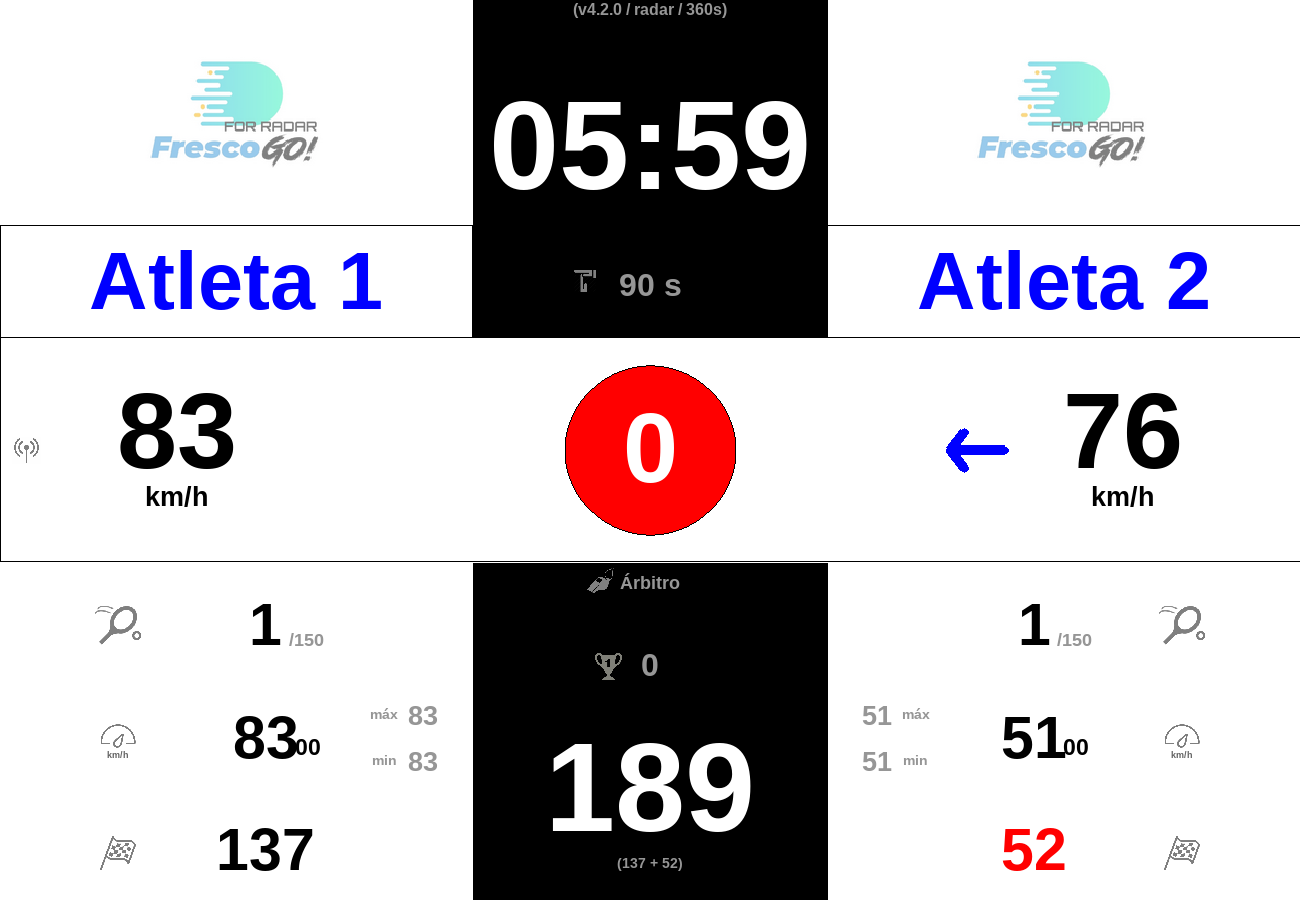 (v4.2.0 / radar / 360s)
FOR RADAR
FrescoGO!
05:59
FOR RADAR
FrescoGO!
Atleta 1
90 s
Atleta 2
83
km/h
0
76
km/h
Árbitro
1 /150
1 /150
0
8300
máx 83
min 83
km/h
189
51 máx
51 min
5100
km/h
137
(137 + 52)
52
1